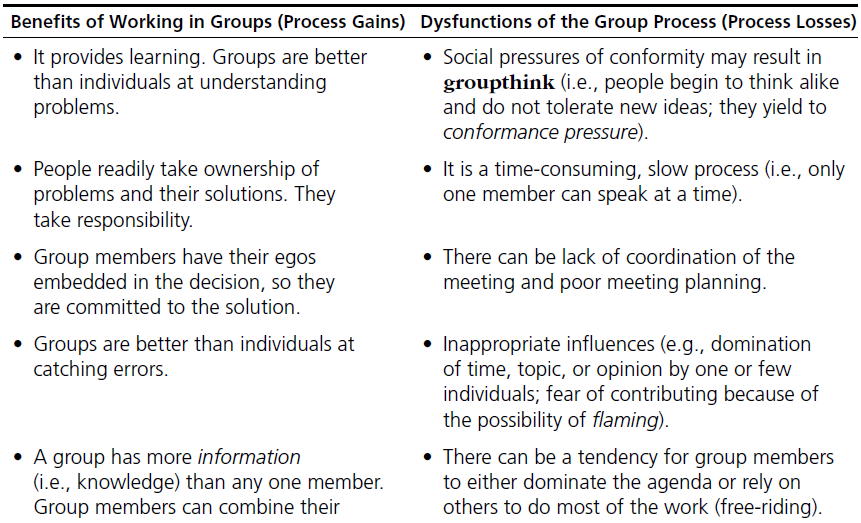 Benefits of Working in Groups (Process Gains)
Dysfunctions of the Group Process (Process Losses)
• It provides learning. Groups are better
than individuals at understanding
problems.
• Social pressures of conformity may result in
groupthink (i.e., people begin to think alike
and do not tolerate new ideas; they yield to
conformance pressure).
• People readily take ownership of
problems and their solutions. They
take responsibility.
• It is a time-consuming, slow process (i.e., only
one member can speak at a time).
• Group members have their egos
embedded in the decision, so they
are committed to the solution.
• There can be lack of coordination of the
meeting and poor meeting planning.
• Groups are better than individuals at
catching errors.
• Inappropriate influences (e.g., domination
of time, topic, or opinion by one or few
individuals; fear of contributing because of
the possibility of flaming).
• A group has more information
(i.e., knowledge) than any one member.
Group members can combine their
• There can be a tendency for group members
to either dominate the agenda or rely on
others to do most of the work (free-riding).